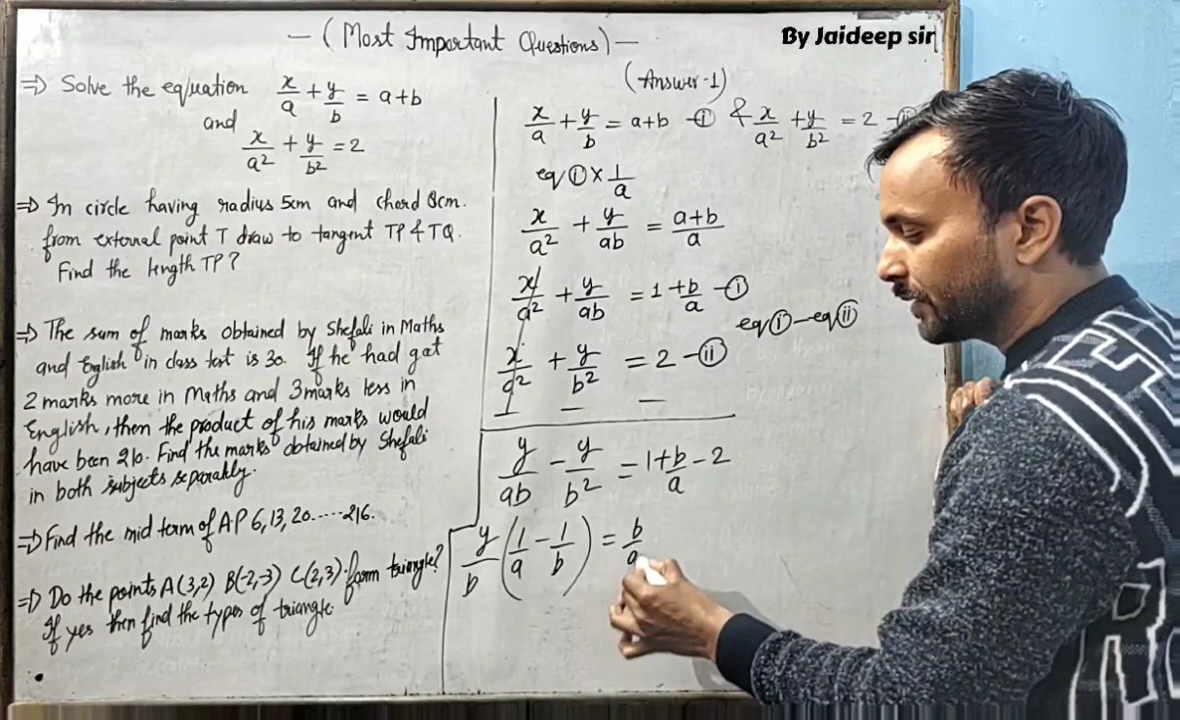 — (Most Important Questions) —
By Jaideep sir
⇒ Solve the equation x/a + y/b = a+b
and
x/a² + y/b² = 2
⇒ In circle having radius 5cm and chord 8cm.
from external point T draw to tangent TP & TQ.
Find the length TP?
⇒ The sum of marks obtained by Shefali in Maths
and English in class test is 30. If he had got
2 marks more in Maths and 3 marks less in
English, then the product of his marks would
have been 210. Find the marks obtained by Shefali
in both subjects separately.
⇒ Find the mid term of A.P 6, 13, 20.....216.
⇒ Do the points A(3,2) B(-2,-3) C(2,3) form triangle?
If yes then find the types of triangle.
(Answer-1)
x/a + y/b = a+b -① & x/a² + y/b² = 2
eq ① × 1/a
x/a² + y/ab = a+b/a
x/a² + y/ab = 1 + b/a -ⓘ
eqⓘ - eqⓘⓘ
x/a² + y/b² = 2 -ⓘⓘ
— — —
y/ab - y/b² = 1 + b/a - 2
y/b (1/a - 1/b) = b/a